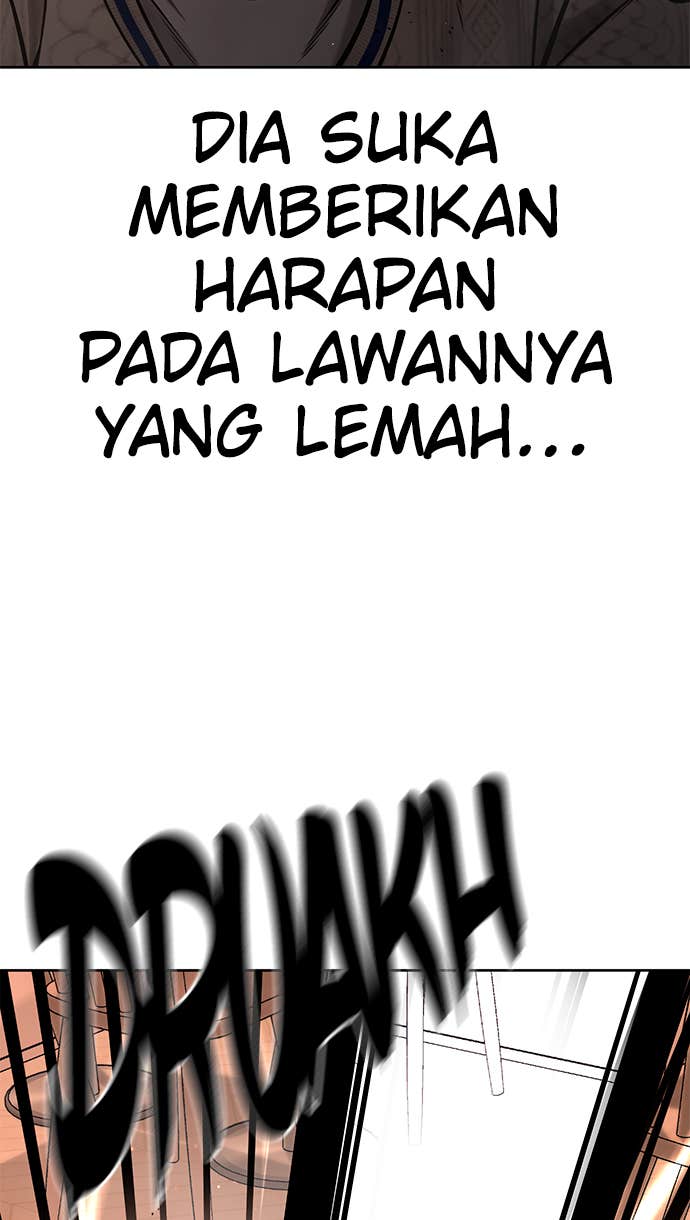 DIA SUKA
MEMBERIKAN
HARAPAN
PADA LAWANNYA
YANG LEMAH...
DRUAKH